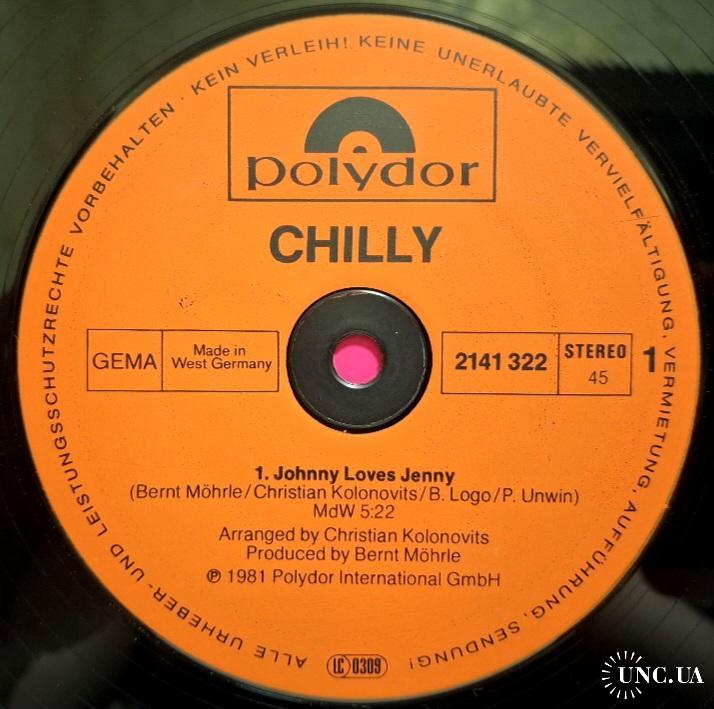 ALLE URHEBER- UND LEISTUNGSSCHUTZRECHTE VORBEHALTEN · KEIN VERLEIH! KEINE UNERLAUBTE VERVIELFÄLTIGUNG, VERMIETUNG, AUFFÜHRUNG, SENDUNG!
polydor
CHILLY
GEMA
Made in
West Germany
2141 322
STEREO
45
1
1. Johnny Loves Jenny
(Bernt Möhrle/Christian Kolonovits/B. Logo/P. Unwin)
MdW 5:22
Arranged by Christian Kolonovits
Produced by Bernt Möhrle
℗ 1981 Polydor International GmbH
LC 0309
UNC.UA